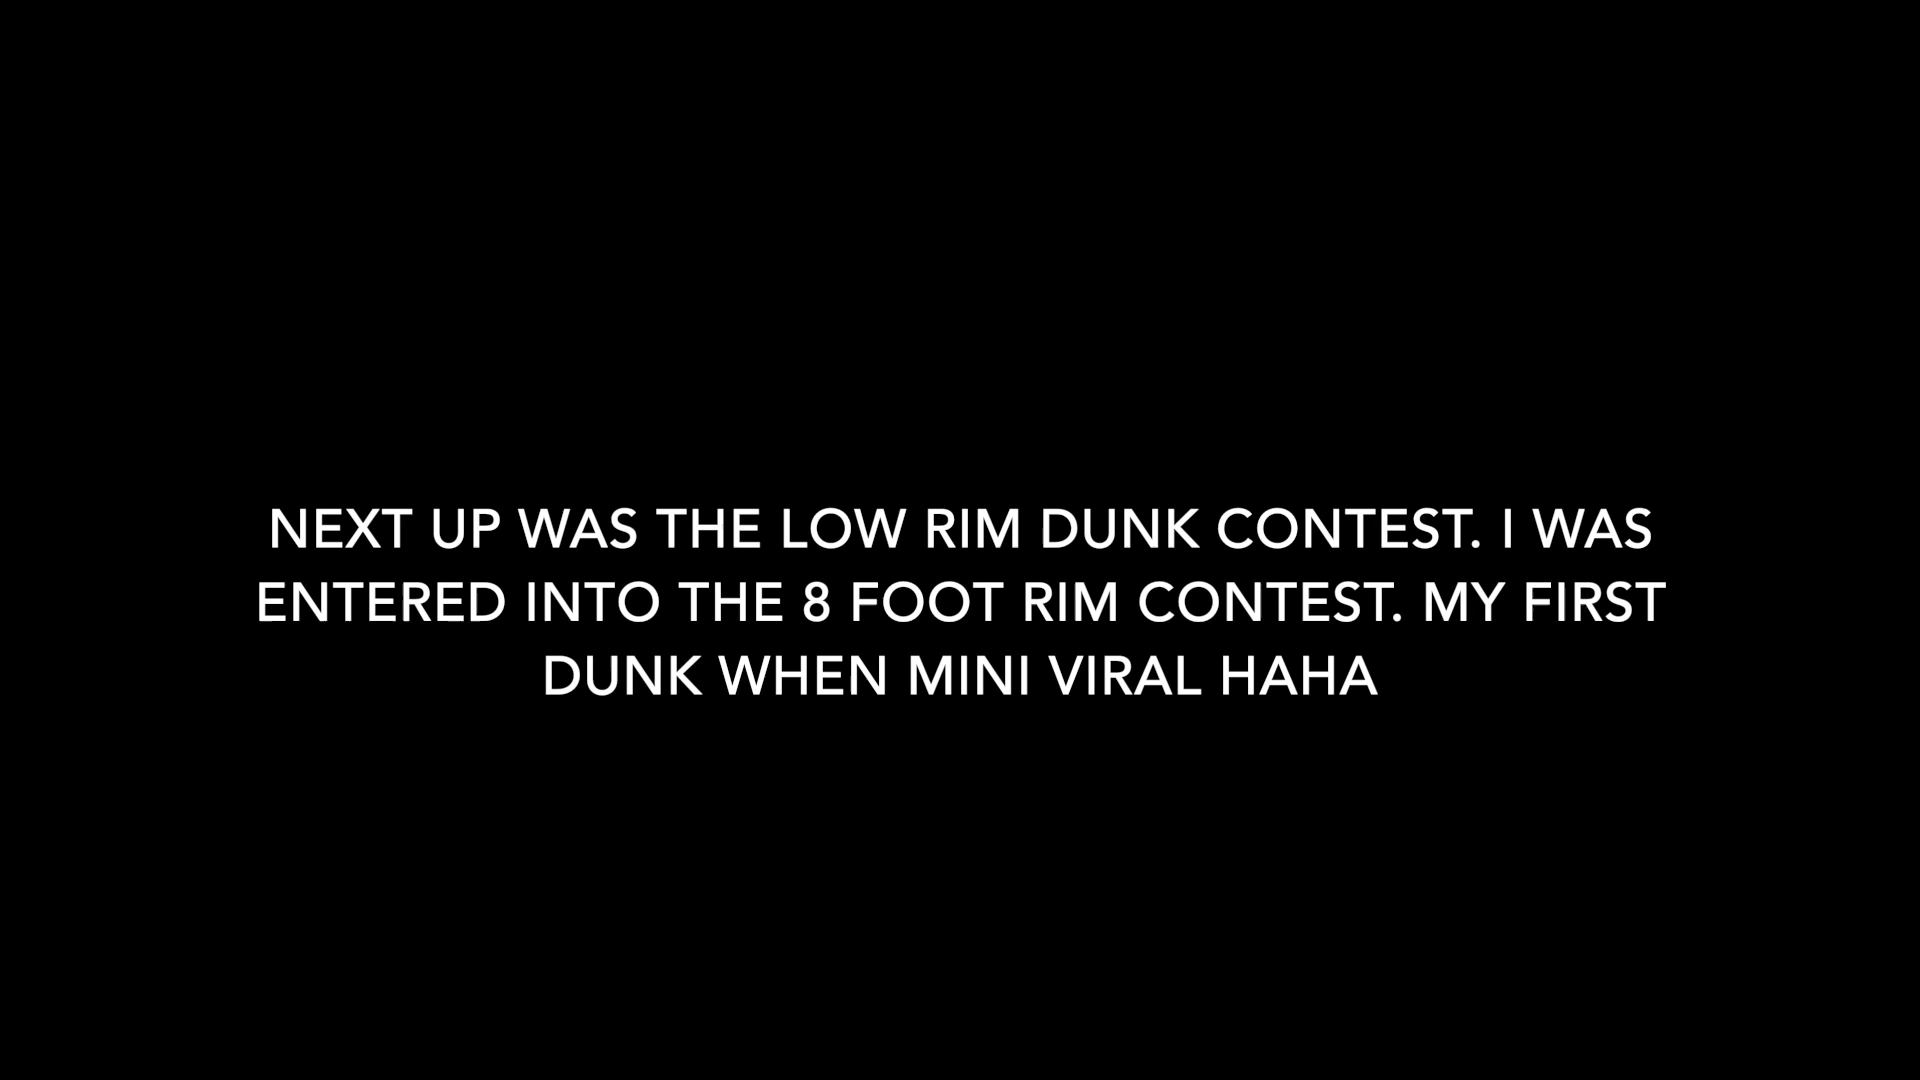 NEXT UP WAS THE LOW RIM DUNK CONTEST. I WAS
ENTERED INTO THE 8 FOOT RIM CONTEST. MY FIRST
DUNK WHEN MINI VIRAL HAHA